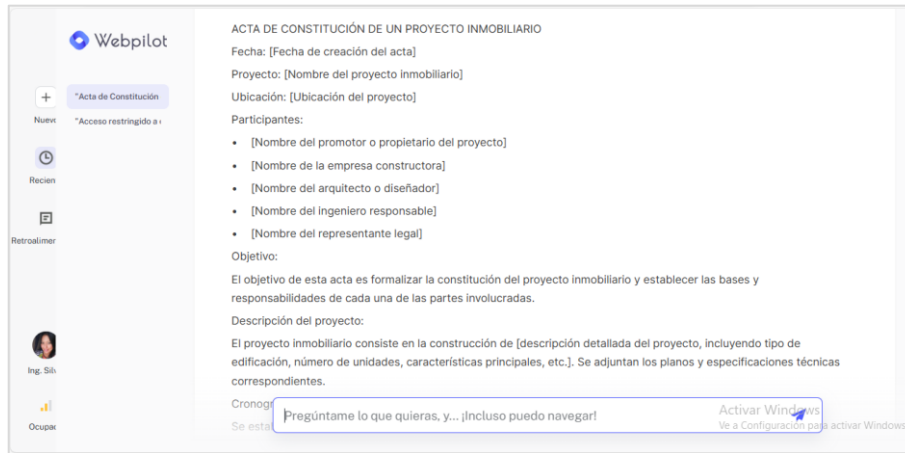 Webpilot
Nuevo
"Acta de Constitución
"Acceso restringido a
Recien
Retroalimen
Ing. Sil
Ocupac
ACTA DE CONSTITUCIÓN DE UN PROYECTO INMOBILIARIO
Fecha: [Fecha de creación del acta]
Proyecto: [Nombre del proyecto inmobiliario]
Ubicación: [Ubicación del proyecto]
Participantes:
• [Nombre del promotor o propietario del proyecto]
• [Nombre de la empresa constructora]
• [Nombre del arquitecto o diseñador]
• [Nombre del ingeniero responsable]
• [Nombre del representante legal]
Objetivo:
El objetivo de esta acta es formalizar la constitución del proyecto inmobiliario y establecer las bases y
responsabilidades de cada una de las partes involucradas.
Descripción del proyecto:
El proyecto inmobiliario consiste en la construcción de [descripción detallada del proyecto, incluyendo tipo de
edificación, número de unidades, características principales, etc.]. Se adjuntan los planos y especificaciones técnicas
correspondientes.
Cronogr
Se estab
Pregúntame lo que quieras, y... ¡Incluso puedo navegar!
Activar Windows
Ve a Configuración para activar Windows